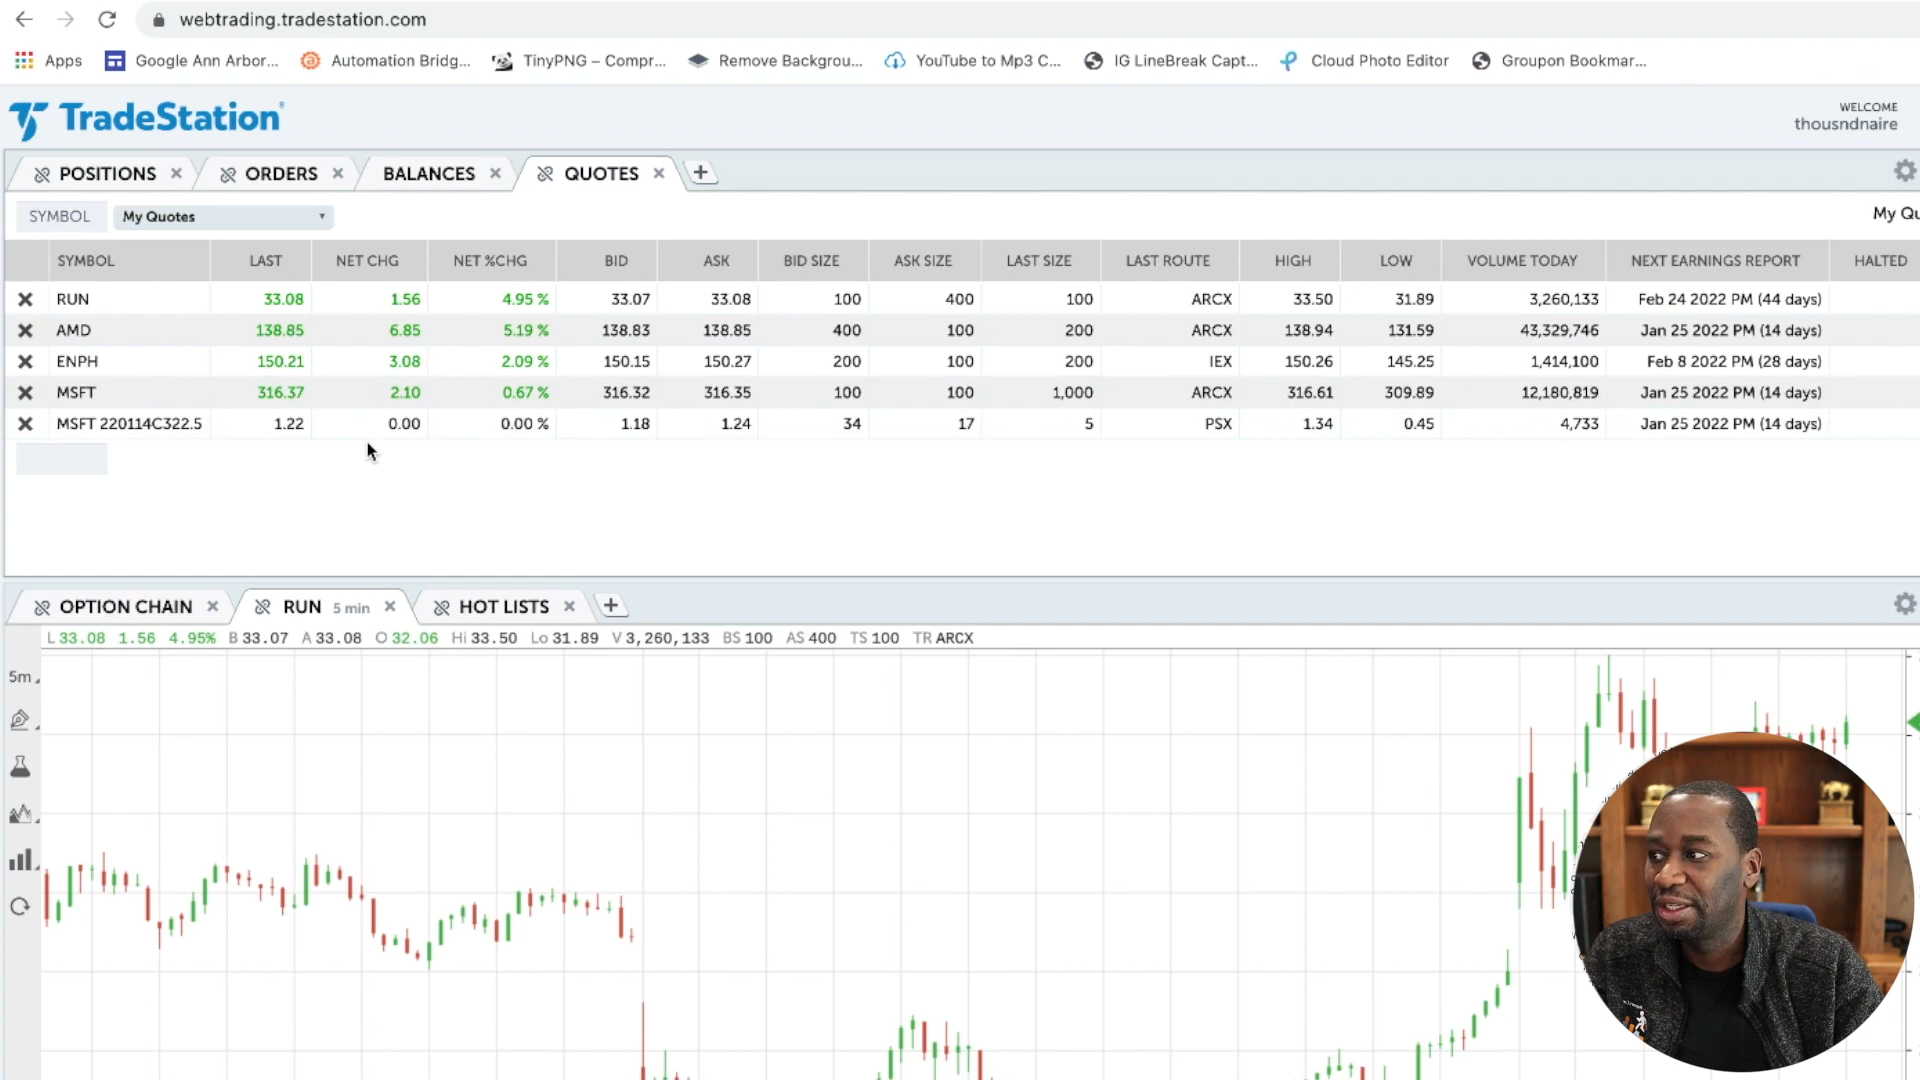 webtrading.tradestation.com
Apps Google Ann Arbor... Automation Bridg... TinyPNG – Compr... Remove Backgrou... YouTube to Mp3 C... IG LineBreak Capt... Cloud Photo Editor Groupon Bookmar...
TradeStation
WELCOME
thousndnaire
POSITIONS ORDERS BALANCES QUOTES
SYMBOL My Quotes My Qu
SYMBOL LAST NET CHG NET %CHG BID ASK BID SIZE ASK SIZE LAST SIZE LAST ROUTE HIGH LOW VOLUME TODAY NEXT EARNINGS REPORT HALTED
RUN 33.08 1.56 4.95 % 33.07 33.08 100 400 100 ARCX 33.50 31.89 3,260,133 Feb 24 2022 PM (44 days)
AMD 138.85 6.85 5.19 % 138.83 138.85 400 100 200 ARCX 138.94 131.59 43,329,746 Jan 25 2022 PM (14 days)
ENPH 150.21 3.08 2.09 % 150.15 150.27 200 100 200 IEX 150.26 145.25 1,414,100 Feb 8 2022 PM (28 days)
MSFT 316.37 2.10 0.67 % 316.32 316.35 100 100 1,000 ARCX 316.61 309.89 12,180,819 Jan 25 2022 PM (14 days)
MSFT 220114C322.5 1.22 0.00 0.00 % 1.18 1.24 34 17 5 PSX 1.34 0.45 4,733 Jan 25 2022 PM (14 days)
OPTION CHAIN RUN 5 min HOT LISTS
L 33.08 1.56 4.95% B 33.07 A 33.08 O 32.06 Hi 33.50 Lo 31.89 V 3,260,133 BS 100 AS 400 TS 100 TR ARCX
5m